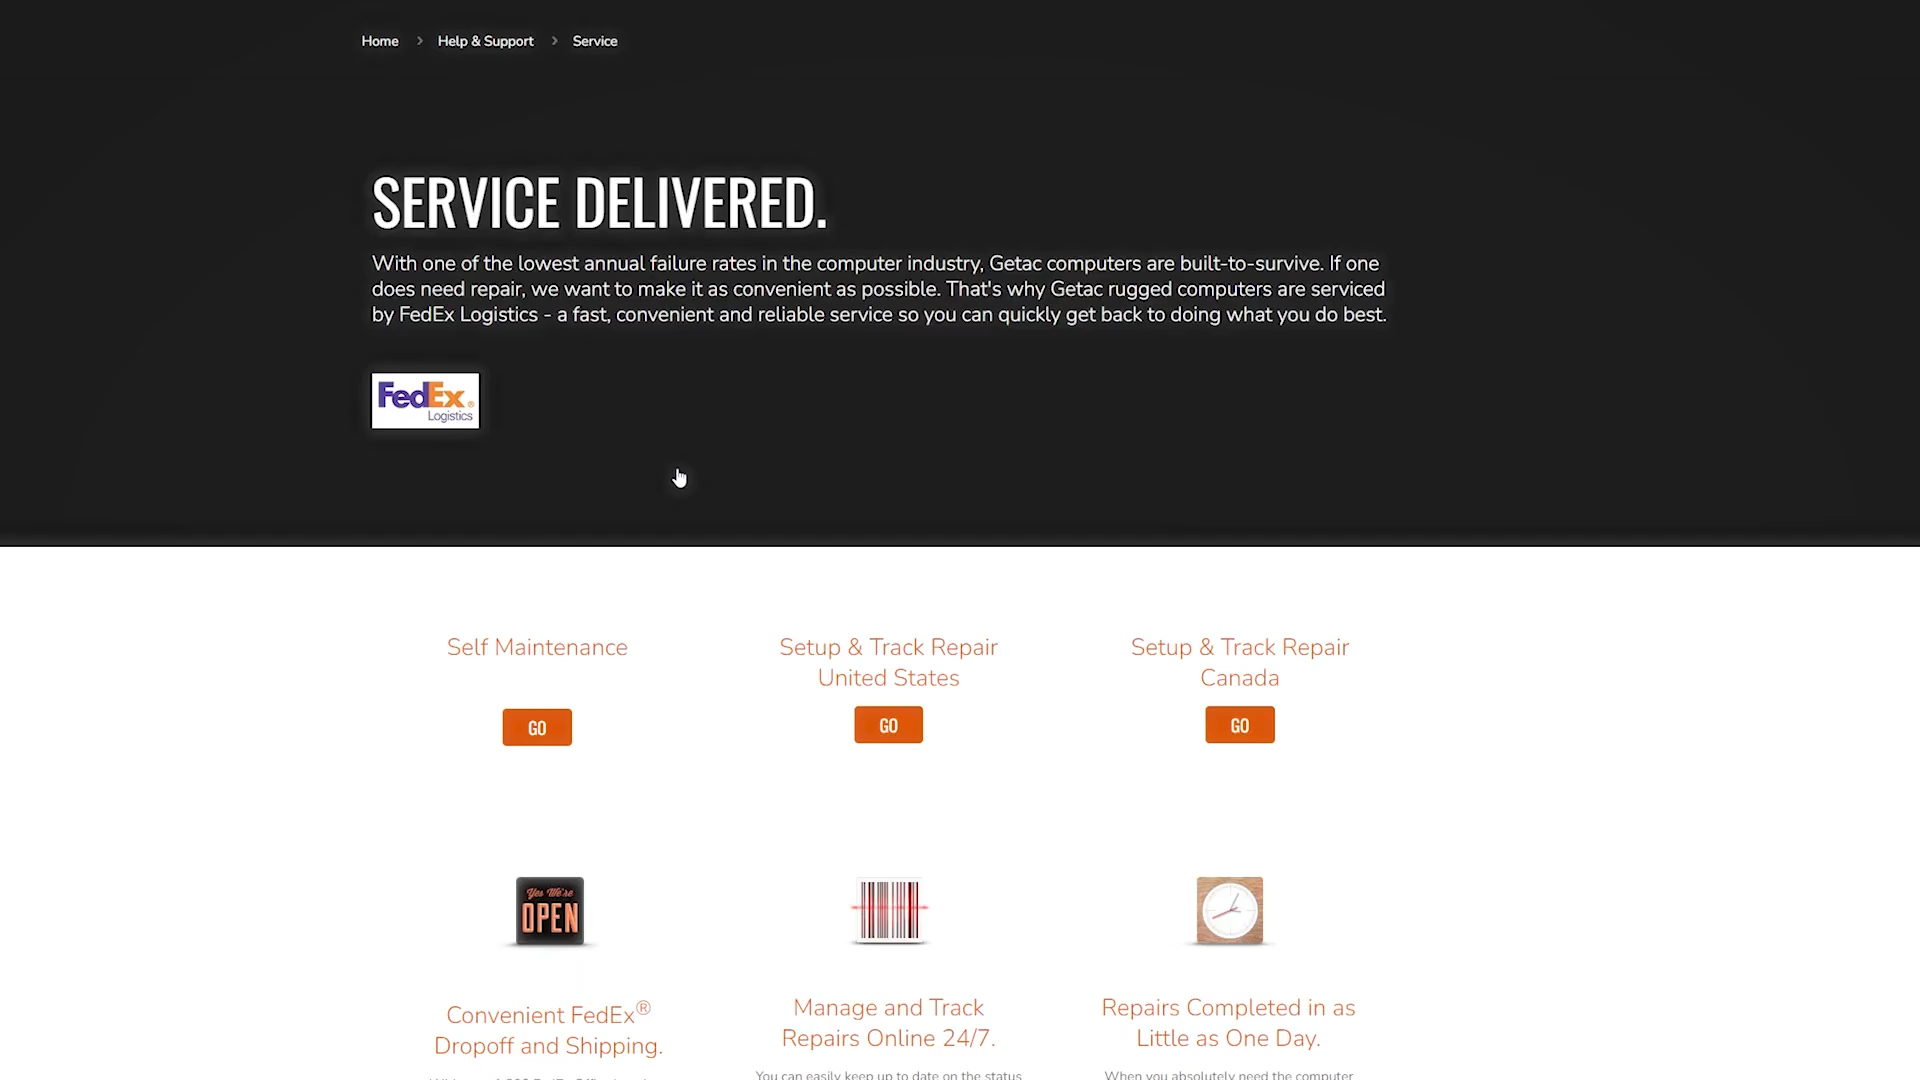 Home > Help & Support > Service
SERVICE DELIVERED.
With one of the lowest annual failure rates in the computer industry, Getac computers are built-to-survive. If one
does need repair, we want to make it as convenient as possible. That's why Getac rugged computers are serviced
by FedEx Logistics - a fast, convenient and reliable service so you can quickly get back to doing what you do best.
FedEx®
Logistics
Self Maintenance
GO
Setup & Track Repair
United States
GO
Setup & Track Repair
Canada
GO
Yes We're
OPEN
Convenient FedEx®
Dropoff and Shipping.
Manage and Track
Repairs Online 24/7.
You can easily keep up to date on the status
Repairs Completed in as
Little as One Day.
When you absolutely need the computer